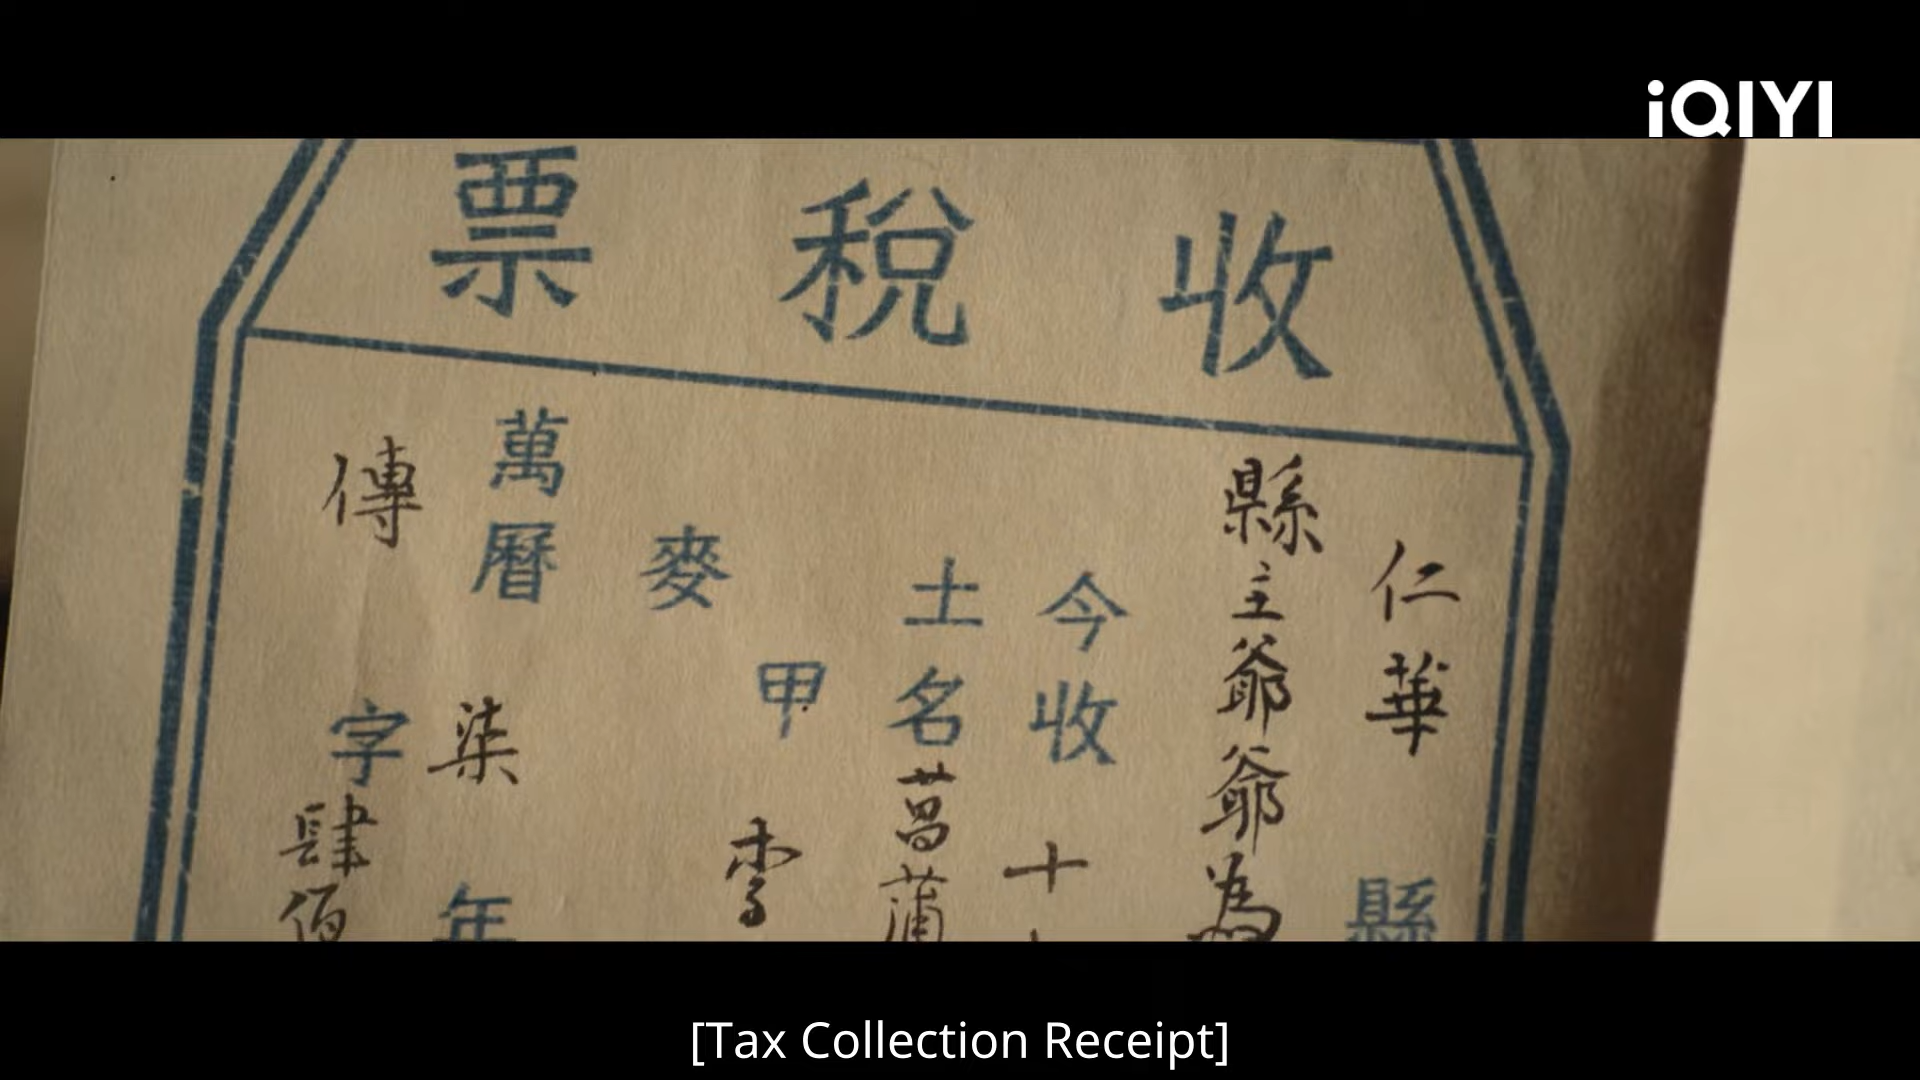 iQIYI
收稅票
仁華縣
縣主爺爺為
今收十
土名菖蒲
甲李
麥
萬曆柒年
傳字肆佰
[Tax Collection Receipt]